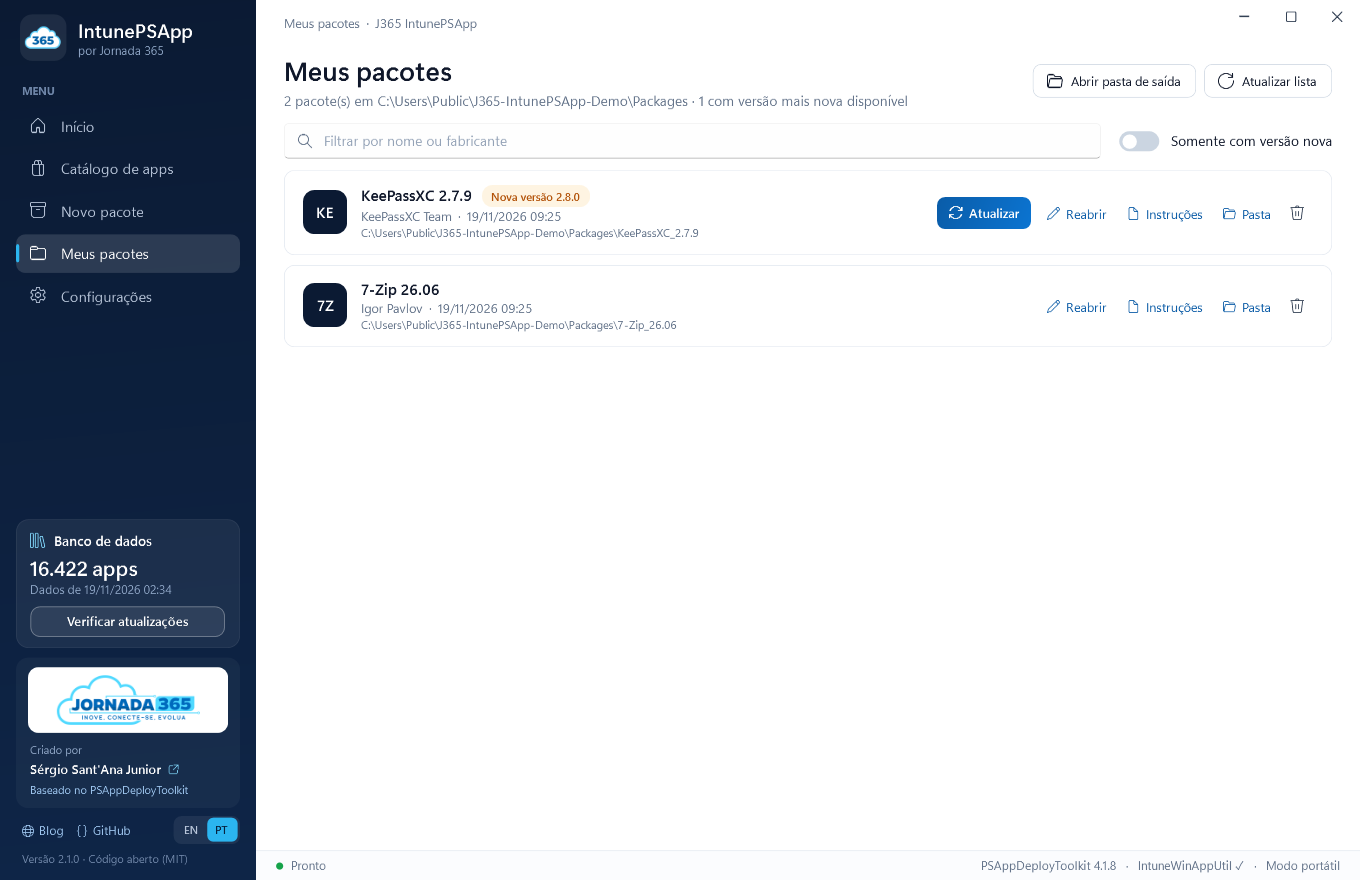 365
IntunePSApp
por Jornada 365
MENU
Início
Catálogo de apps
Novo pacote
Meus pacotes
Configurações
Banco de dados
16.422 apps
Dados de 19/11/2026 02:34
Verificar atualizações
JORNADA 365
INOVE. CONECTE-SE. EVOLUA
Criado por
Sérgio Sant'Ana Junior
Baseado no PSAppDeployToolkit
Blog {} GitHub EN PT
Versão 2.1.0 · Código aberto (MIT)
Meus pacotes · J365 IntunePSApp
Meus pacotes
2 pacote(s) em C:\Users\Public\J365-IntunePSApp-Demo\Packages · 1 com versão mais nova disponível
Abrir pasta de saída Atualizar lista
Filtrar por nome ou fabricante Somente com versão nova
KE
KeePassXC 2.7.9 Nova versão 2.8.0
KeePassXC Team · 19/11/2026 09:25
C:\Users\Public\J365-IntunePSApp-Demo\Packages\KeePassXC_2.7.9
Atualizar Reabrir Instruções Pasta
7Z
7-Zip 26.06
Igor Pavlov · 19/11/2026 09:25
C:\Users\Public\J365-IntunePSApp-Demo\Packages\7-Zip_26.06
Reabrir Instruções Pasta
Pronto
PSAppDeployToolkit 4.1.8 · IntuneWinAppUtil ✓ · Modo portátil